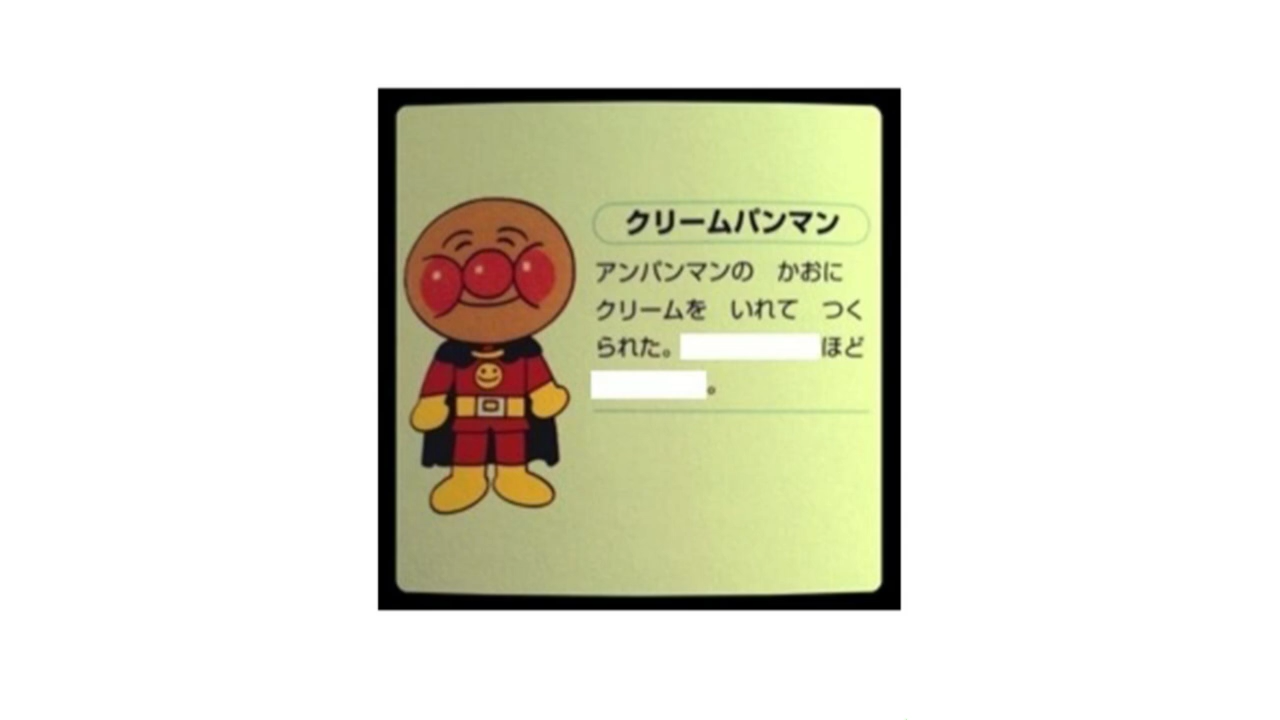 クリームパンマン
アンパンマンの　かおに
クリームを　いれて　つく
られた。ほど
。